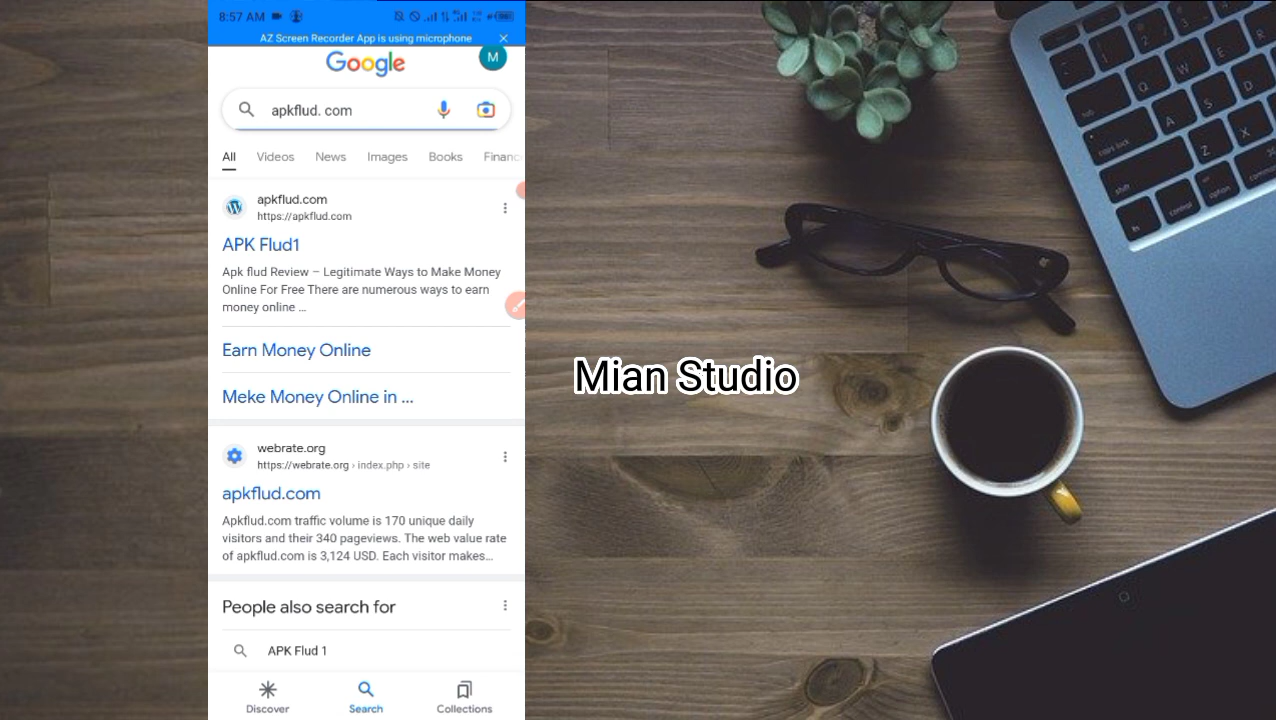 8:57 AM
AZ Screen Recorder App is using microphone
Google
M
apkflud. com
All Videos News Images Books Financ
apkflud.com
https://apkflud.com
APK Flud1
Apk flud Review – Legitimate Ways to Make Money
Online For Free There are numerous ways to earn
money online ...
Earn Money Online
Meke Money Online in ...
webrate.org
https://webrate.org › index.php › site
apkflud.com
Apkflud.com traffic volume is 170 unique daily
visitors and their 340 pageviews. The web value rate
of apkflud.com is 3,124 USD. Each visitor makes...
People also search for
APK Flud 1
Discover Search Collections
Mian Studio